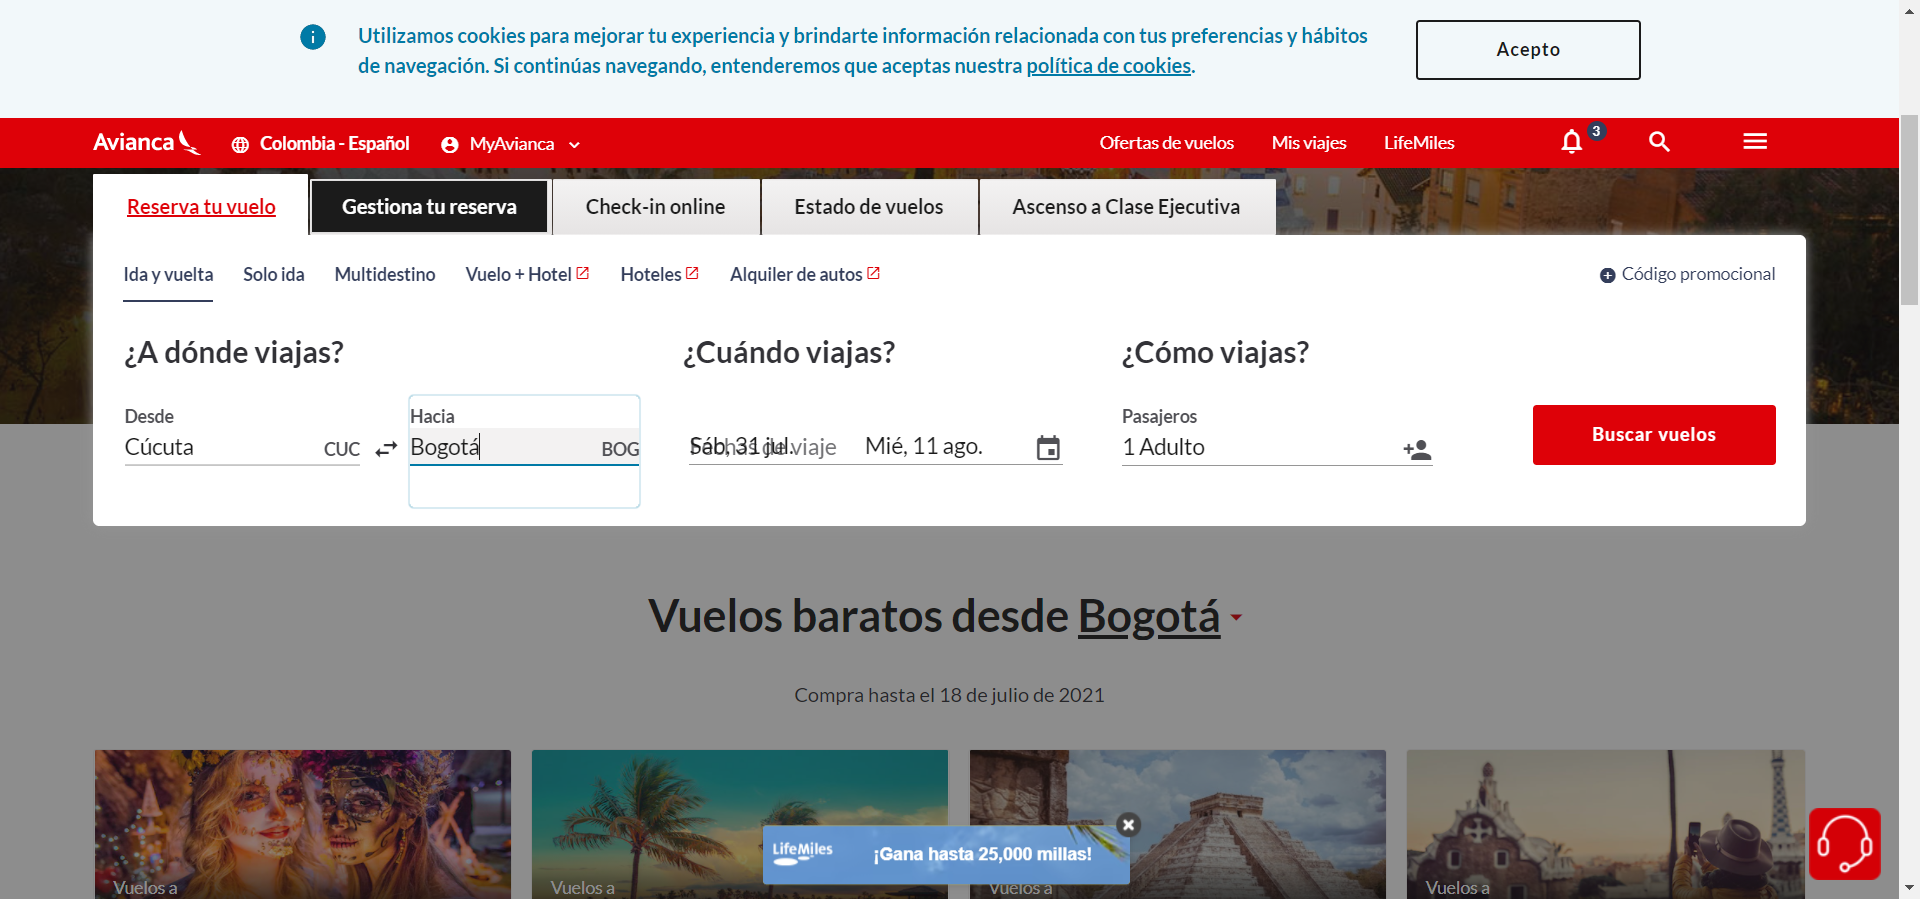 Utilizamos cookies para mejorar tu experiencia y brindarte información relacionada con tus preferencias y hábitos
de navegación. Si continúas navegando, entenderemos que aceptas nuestra política de cookies.
Acepto
Avianca
Colombia - Español
MyAvianca
Ofertas de vuelos
Mis viajes
LifeMiles
3
Reserva tu vuelo
Gestiona tu reserva
Check-in online
Estado de vuelos
Ascenso a Clase Ejecutiva
Ida y vuelta
Solo ida
Multidestino
Vuelo + Hotel
Hoteles
Alquiler de autos
Código promocional
¿A dónde viajas?
¿Cuándo viajas?
¿Cómo viajas?
Desde
Cúcuta
CUC
Hacia
Bogotá
BOG
Fechas de viaje
Sáb, 31 jul.
Mié, 11 ago.
Pasajeros
1 Adulto
Buscar vuelos
Vuelos baratos desde Bogotá
Compra hasta el 18 de julio de 2021
Vuelos a
Vuelos a
Vuelos a
Vuelos a
LifeMiles
¡Gana hasta 25,000 millas!